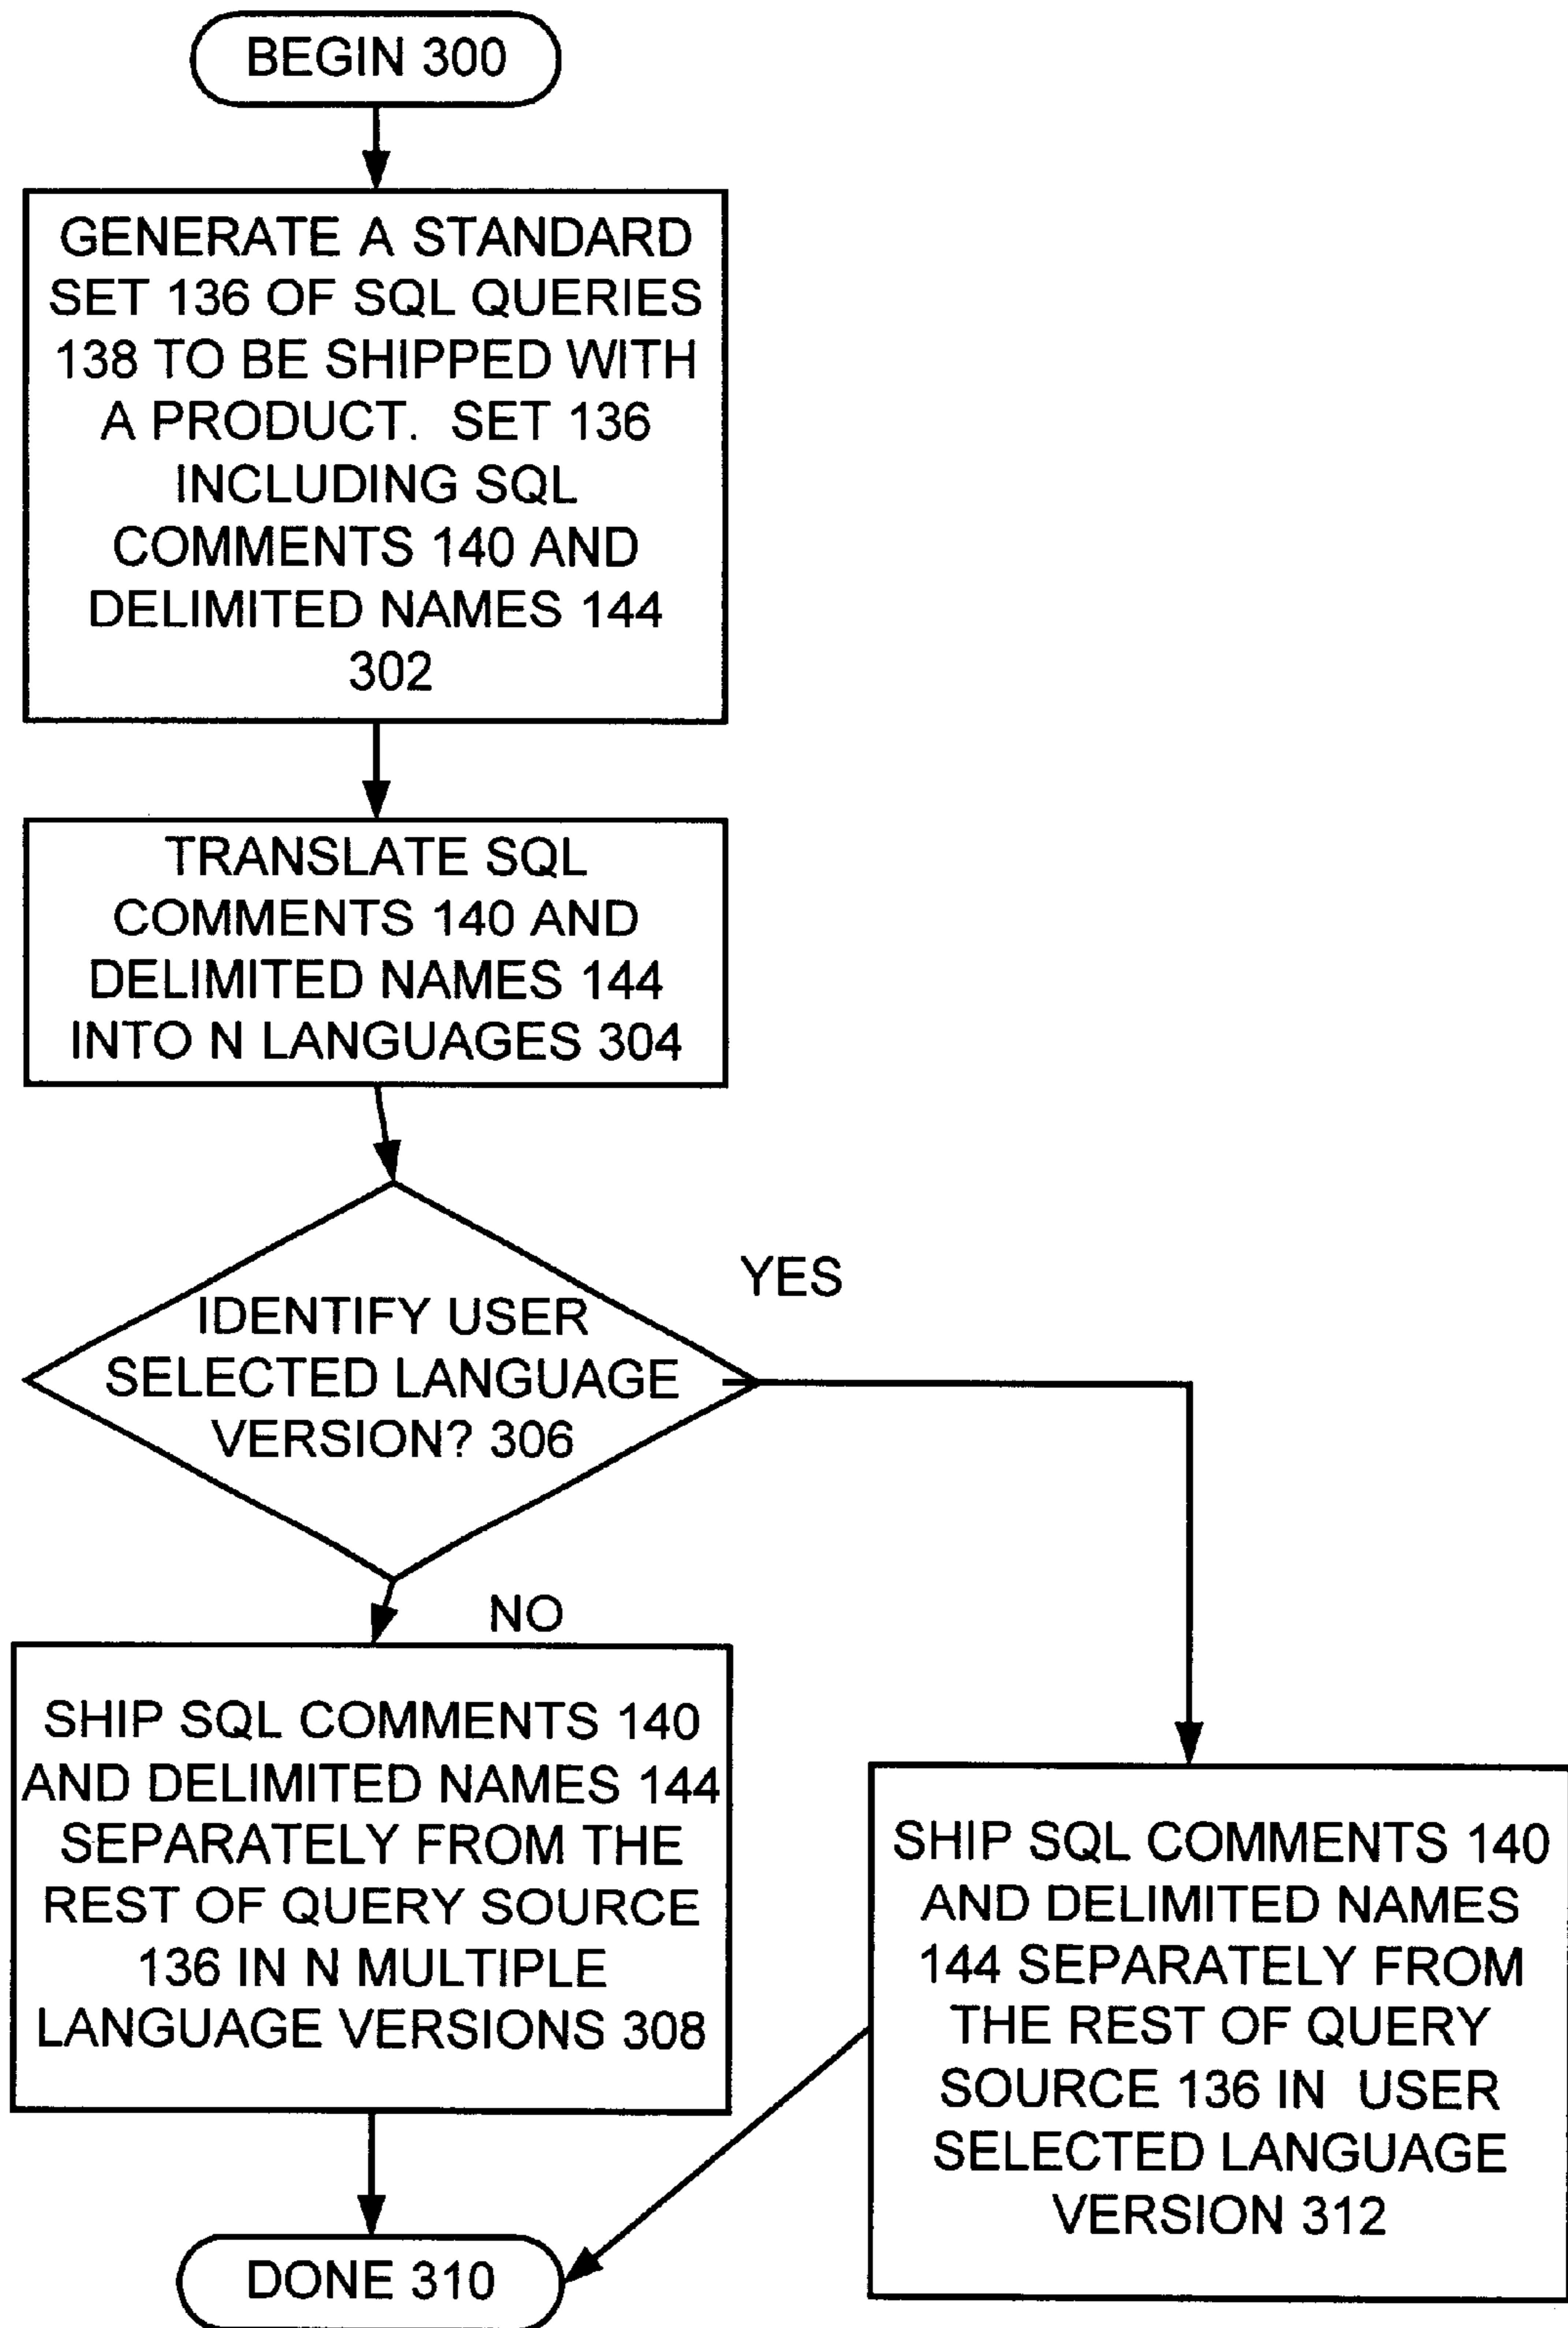 BEGIN 300
GENERATE A STANDARD
SET 136 OF SQL QUERIES
138 TO BE SHIPPED WITH
A PRODUCT. SET 136
INCLUDING SQL
COMMENTS 140 AND
DELIMITED NAMES 144
302
TRANSLATE SQL
COMMENTS 140 AND
DELIMITED NAMES 144
INTO N LANGUAGES 304
YES
IDENTIFY USER
SELECTED LANGUAGE
VERSION? 306
NO
SHIP SQL COMMENTS 140
AND DELIMITED NAMES 144
SEPARATELY FROM THE
REST OF QUERY SOURCE
136 IN N MULTIPLE
LANGUAGE VERSIONS 308
SHIP SQL COMMENTS 140
AND DELIMITED NAMES
144 SEPARATELY FROM
THE REST OF QUERY
SOURCE 136 IN USER
SELECTED LANGUAGE
VERSION 312
DONE 310